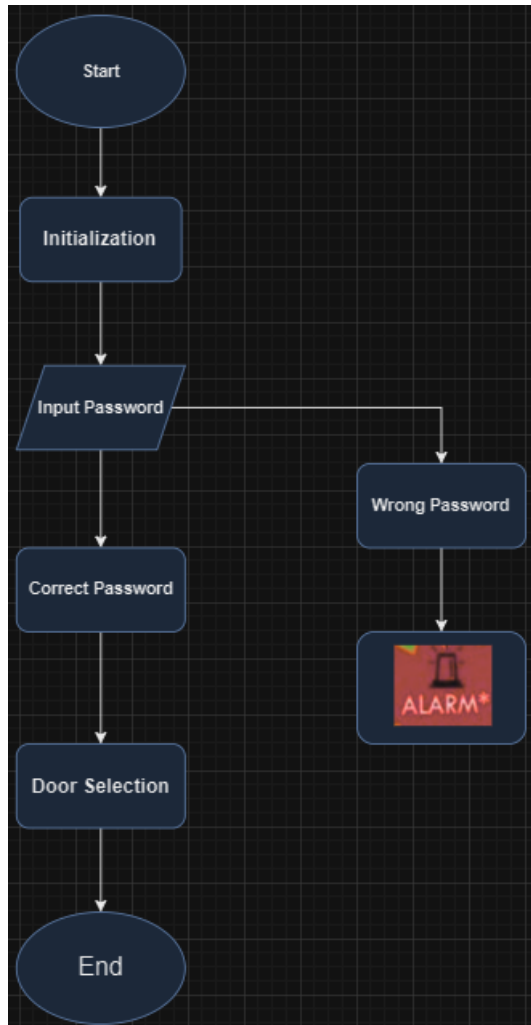 Start
Initialization
Input Password
Wrong Password
Correct Password
ALARM*
Door Selection
End